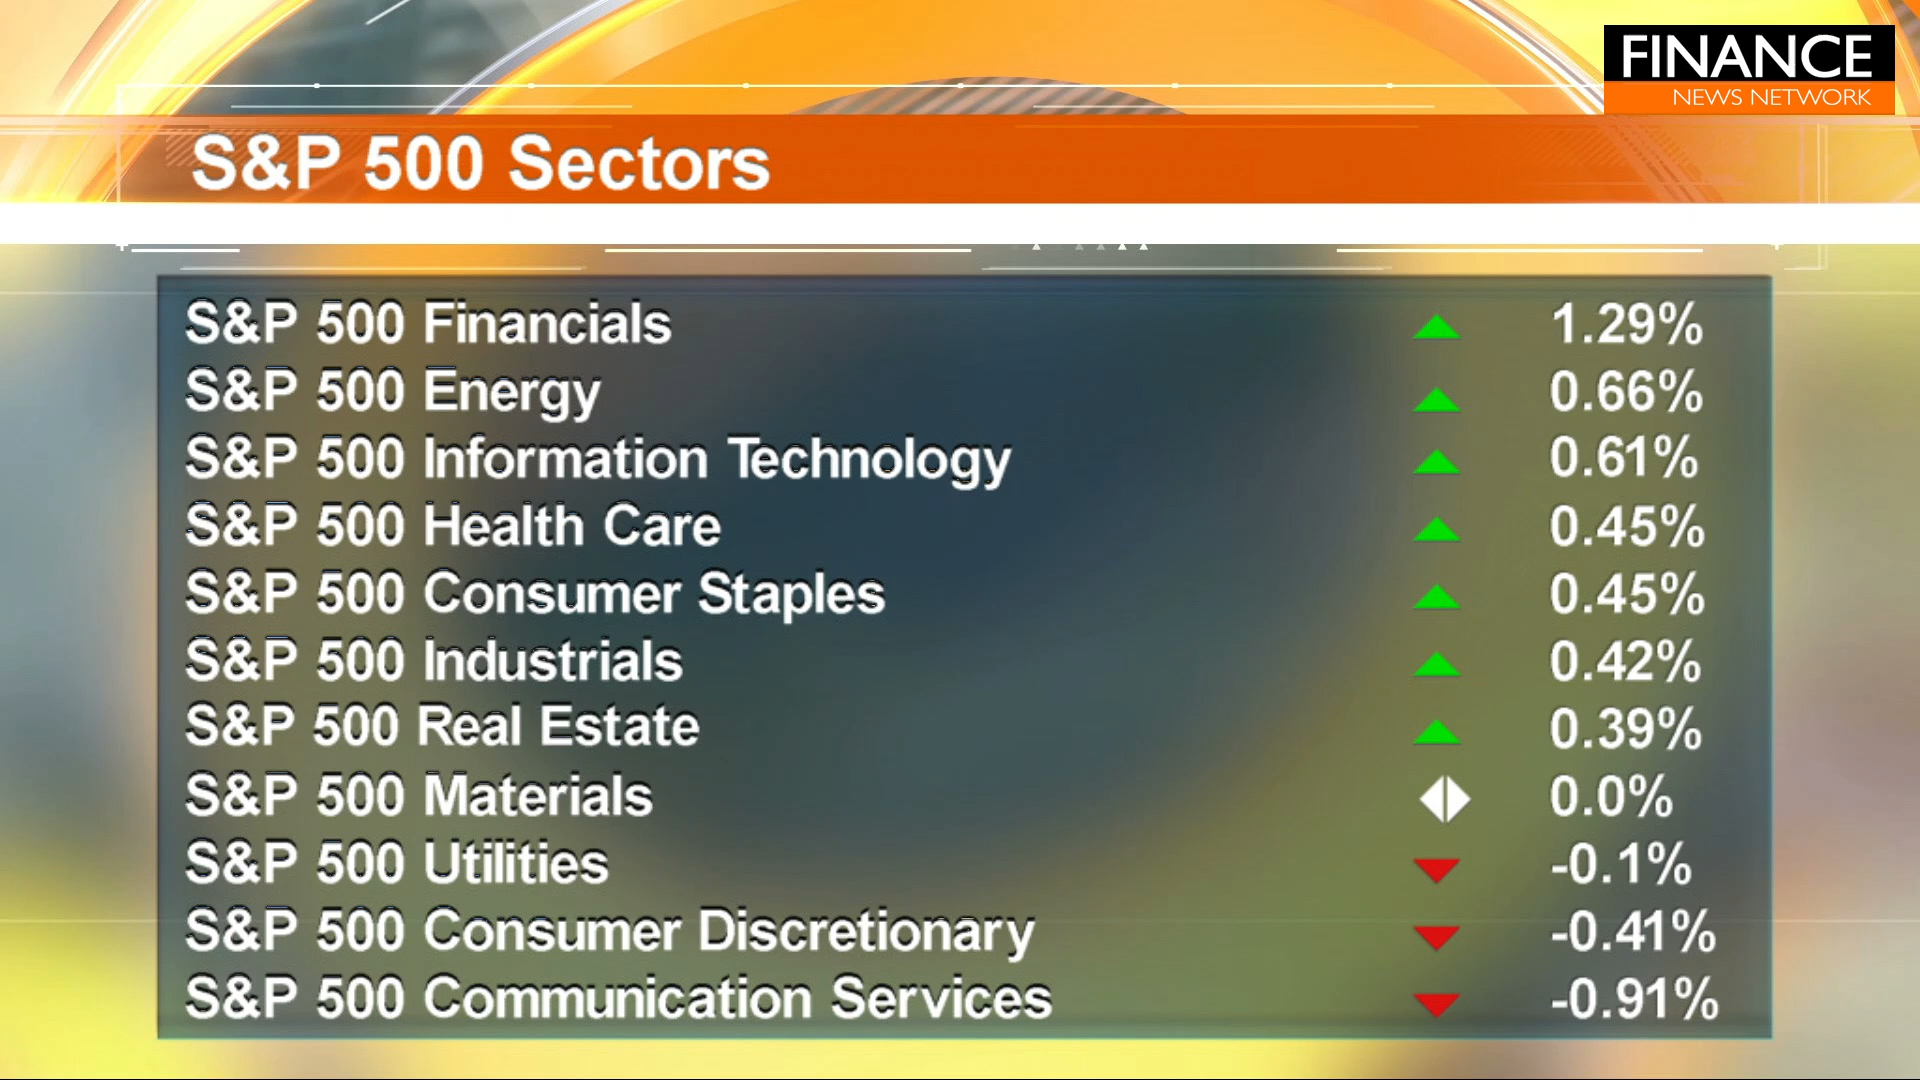 FINANCE
NEWS NETWORK
S&P 500 Sectors
S&P 500 Financials 1.29%
S&P 500 Energy 0.66%
S&P 500 Information Technology 0.61%
S&P 500 Health Care 0.45%
S&P 500 Consumer Staples 0.45%
S&P 500 Industrials 0.42%
S&P 500 Real Estate 0.39%
S&P 500 Materials 0.0%
S&P 500 Utilities -0.1%
S&P 500 Consumer Discretionary -0.41%
S&P 500 Communication Services -0.91%